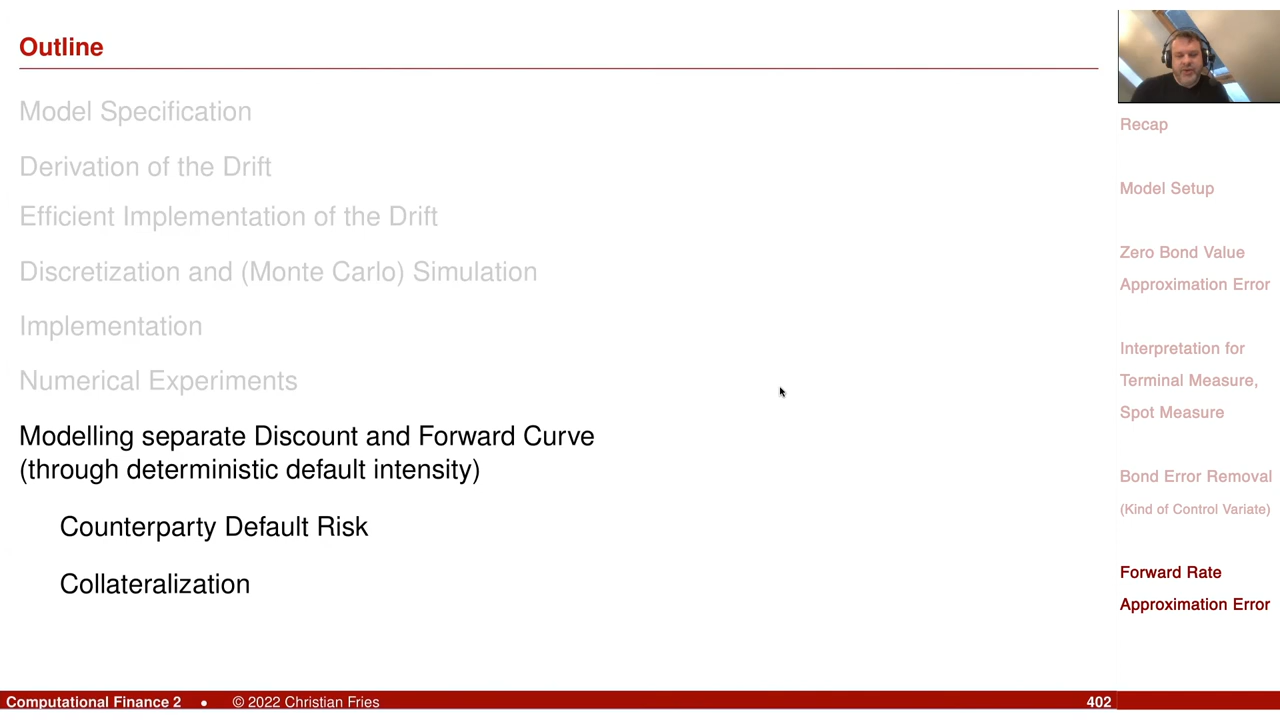 Outline
Model Specification
Derivation of the Drift
Efficient Implementation of the Drift
Discretization and (Monte Carlo) Simulation
Implementation
Numerical Experiments
Modelling separate Discount and Forward Curve
(through deterministic default intensity)
Counterparty Default Risk
Collateralization
Recap
Model Setup
Zero Bond Value
Approximation Error
Interpretation for
Terminal Measure,
Spot Measure
Bond Error Removal
(Kind of Control Variate)
Forward Rate
Approximation Error
Computational Finance 2 • © 2022 Christian Fries 402